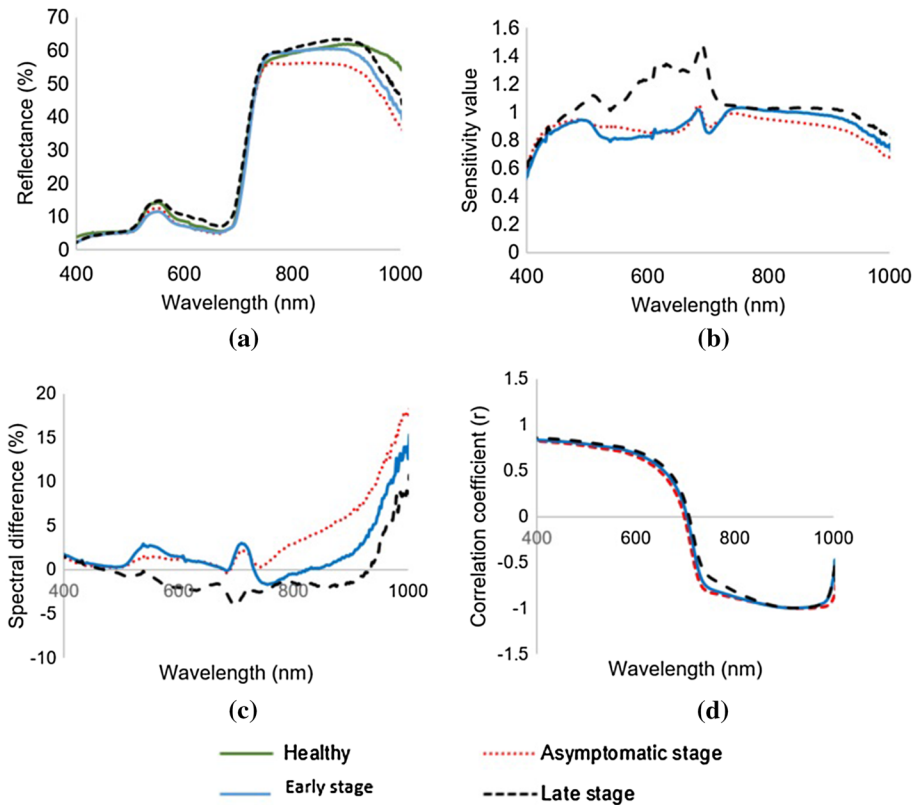 70
60
50
40
30
20
10
0
400
600
800
1000
Reflectance (%)
Wavelength (nm)
(a)
1.6
1.4
1.2
1
0.8
0.6
0.4
0.2
0
400
600
800
1000
Sensitivity value
Wavelength (nm)
(b)
20
15
10
5
0
-5
-10
400
600
800
1000
Spectral difference (%)
Wavelength (nm)
(c)
1.5
1
0.5
0
-0.5
-1
-1.5
400
600
800
1000
Correlation coefficient (r)
Wavelength (nm)
(d)
Healthy
Asymptomatic stage
Early stage
Late stage